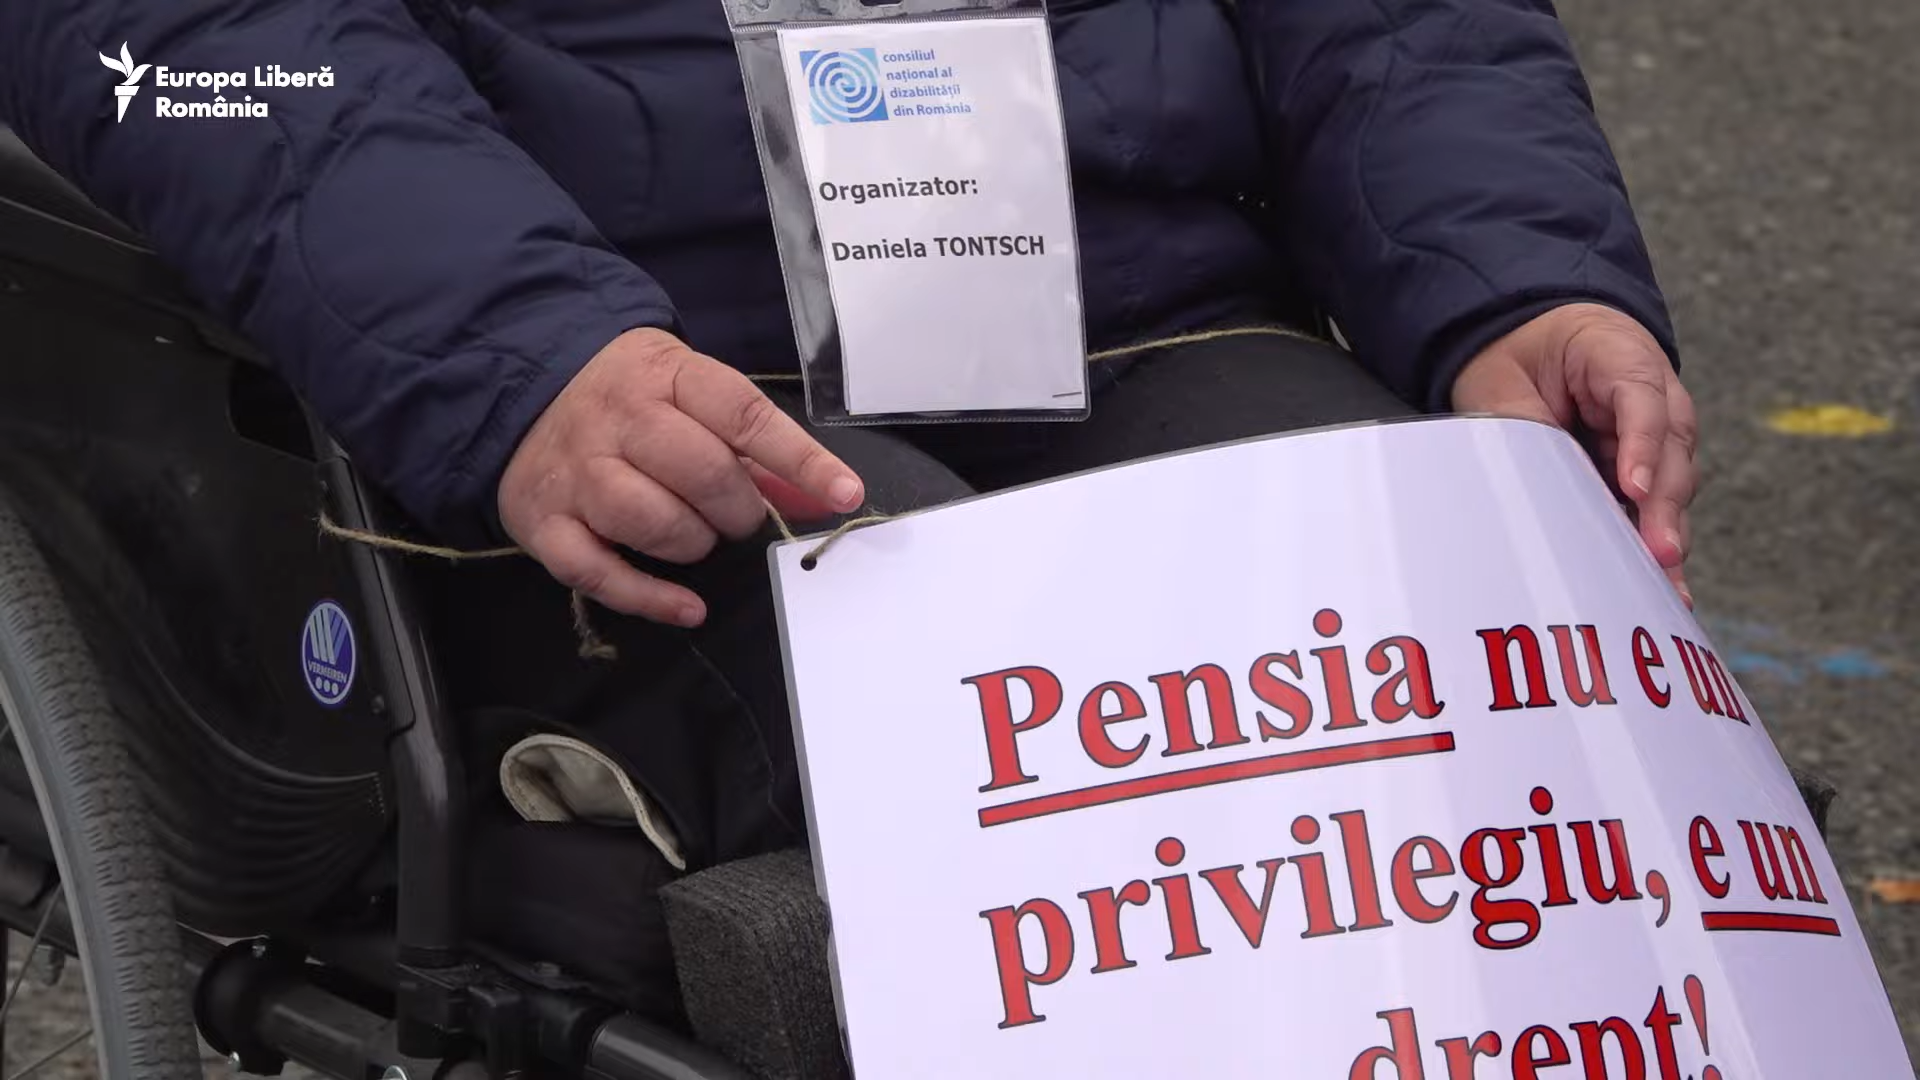 Europa Liberă
România
consiliul
național al
dizabilității
din România
Organizator:
Daniela TONTSCH
VERMEIREN
Pensia nu e un
privilegiu, e un
drept!